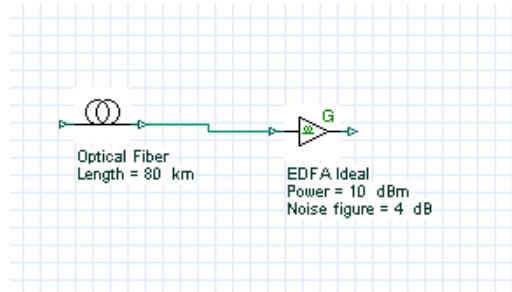 G
Optical Fiber
Length = 80 km
EDFA Ideal
Power = 10 dBm
Noise figure = 4 dB